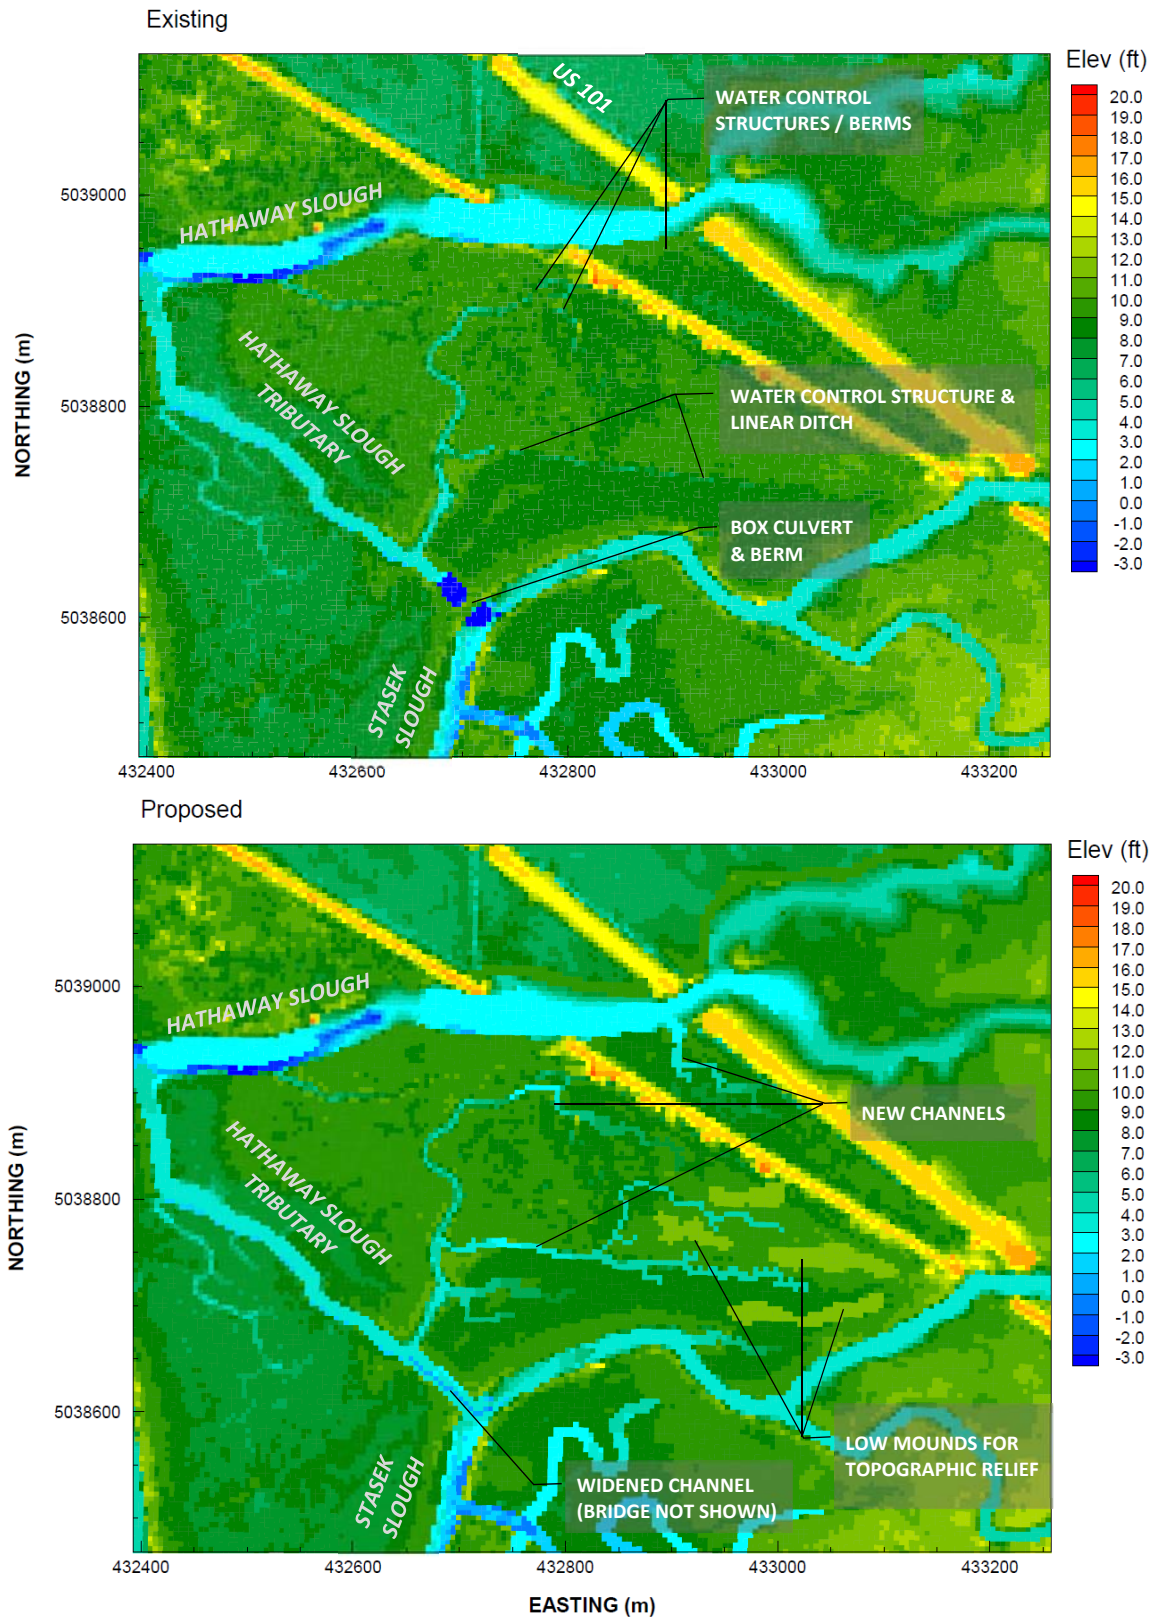 Existing
Elev (ft)
US 101
WATER CONTROL
STRUCTURES / BERMS
20.0
19.0
18.0
17.0
16.0
15.0
14.0
13.0
12.0
11.0
10.0
9.0
8.0
7.0
6.0
5.0
4.0
3.0
2.0
1.0
0.0
-1.0
-2.0
-3.0
5039000
HATHAWAY SLOUGH
HATHAWAY SLOUGH
TRIBUTARY
NORTHING (m)
5038800
WATER CONTROL STRUCTURE &
LINEAR DITCH
BOX CULVERT
& BERM
5038600
STASEK
SLOUGH
432400
432600
432800
433000
433200
Proposed
Elev (ft)
20.0
19.0
18.0
17.0
16.0
15.0
14.0
13.0
12.0
11.0
10.0
9.0
8.0
7.0
6.0
5.0
4.0
3.0
2.0
1.0
0.0
-1.0
-2.0
-3.0
5039000
HATHAWAY SLOUGH
NEW CHANNELS
HATHAWAY SLOUGH
TRIBUTARY
NORTHING (m)
5038800
5038600
LOW MOUNDS FOR
TOPOGRAPHIC RELIEF
STASEK
SLOUGH
WIDENED CHANNEL
(BRIDGE NOT SHOWN)
432400
432600
432800
433000
433200
EASTING (m)